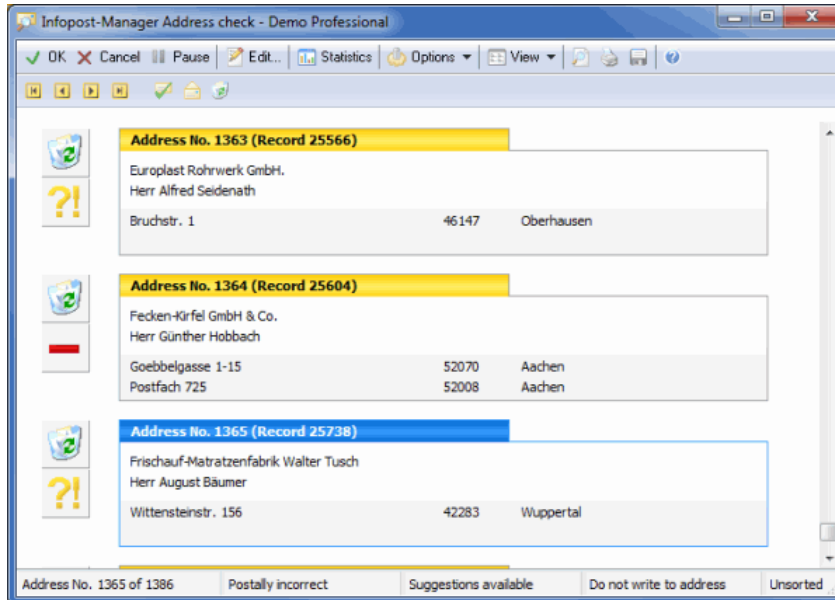 Infopost-Manager Address check - Demo Professional
OK Cancel Pause Edit... Statistics Options View
Address No. 1363 (Record 25566)
Europlast Rohrwerk GmbH.
Herr Alfred Seidenath
Bruchstr. 1 46147 Oberhausen
?!
Address No. 1364 (Record 25604)
Fecken-Kirfel GmbH & Co.
Herr Günther Hobbach
Goebbelgasse 1-15 52070 Aachen
Postfach 725 52008 Aachen
Address No. 1365 (Record 25738)
Frischauf-Matratzenfabrik Walter Tusch
Herr August Bäumer
?!
Wittensteinstr. 156 42283 Wuppertal
Address No. 1365 of 1386 Postally incorrect Suggestions available Do not write to address Unsorted